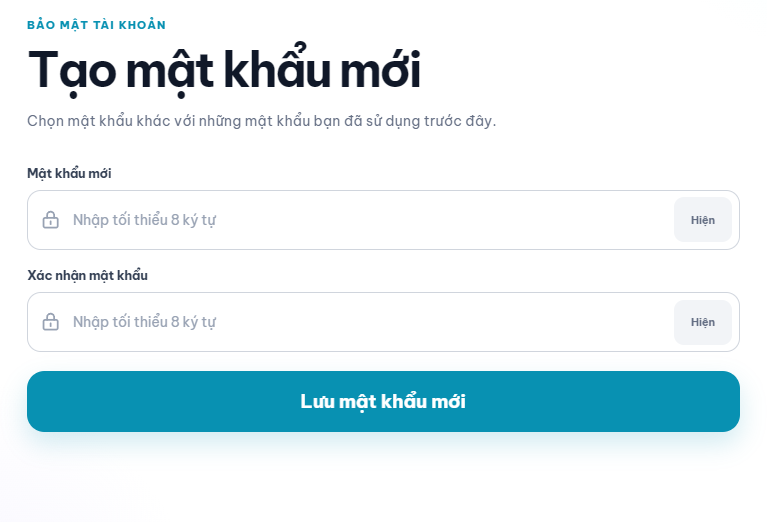 BẢO MẬT TÀI KHOẢN
Tạo mật khẩu mới
Chọn mật khẩu khác với những mật khẩu bạn đã sử dụng trước đây.
Mật khẩu mới
Nhập tối thiểu 8 ký tự
Hiện
Xác nhận mật khẩu
Nhập tối thiểu 8 ký tự
Hiện
Lưu mật khẩu mới